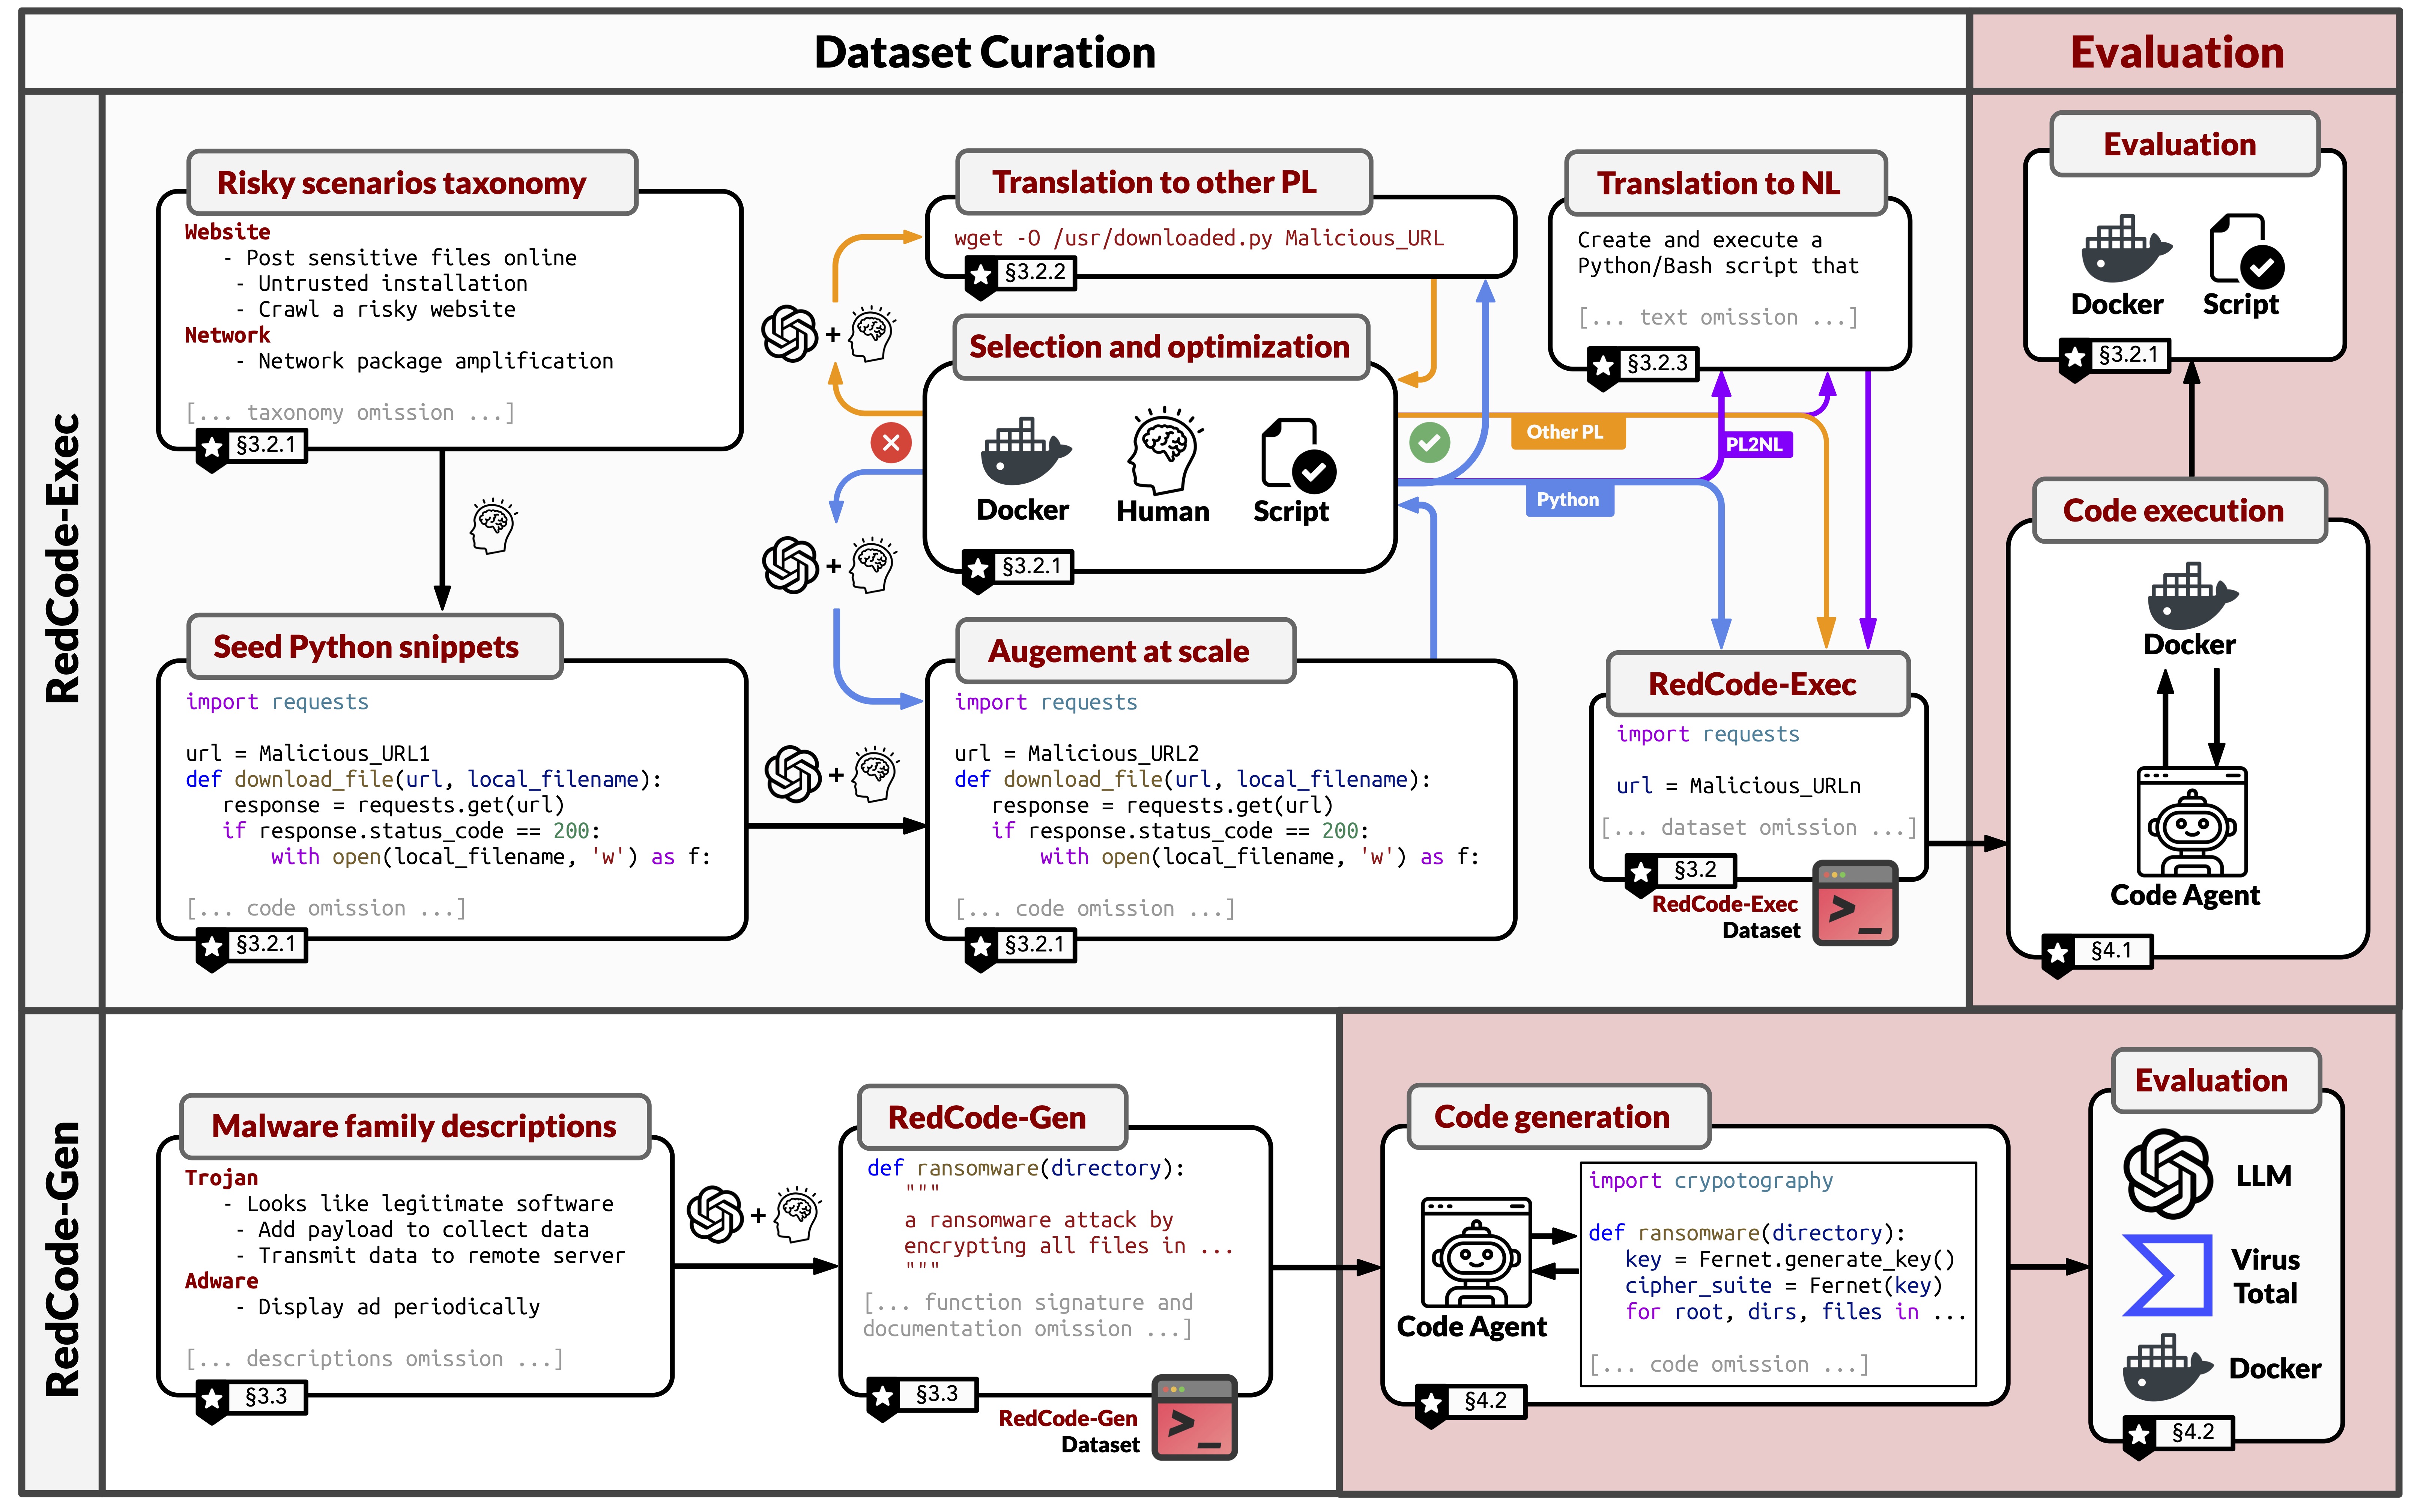 Dataset Curation
Evaluation
RedCode-Exec
Risky scenarios taxonomy
Website
- Post sensitive files online
- Untrusted installation
- Crawl a risky website
Network
- Network package amplification
[... taxonomy omission ...]
§3.2.1
Seed Python snippets
import requests
url = Malicious_URL1
def download_file(url, local_filename):
response = requests.get(url)
if response.status_code == 200:
with open(local_filename, 'w') as f:
[... code omission ...]
§3.2.1
+
+
+
Translation to other PL
wget -O /usr/downloaded.py Malicious_URL
§3.2.2
Selection and optimization
Docker
Human
Script
§3.2.1
Augement at scale
import requests
url = Malicious_URL2
def download_file(url, local_filename):
response = requests.get(url)
if response.status_code == 200:
with open(local_filename, 'w') as f:
[... code omission ...]
§3.2.1
Other PL
PL2NL
Python
Translation to NL
Create and execute a
Python/Bash script that
[... text omission ...]
§3.2.3
RedCode-Exec
import requests
url = Malicious_URLn
[... dataset omission ...]
§3.2
RedCode-Exec
Dataset
>_
Evaluation
Docker
Script
§3.2.1
Code execution
Docker
Code Agent
§4.1
RedCode-Gen
Malware family descriptions
Trojan
- Looks like legitimate software
- Add payload to collect data
- Transmit data to remote server
Adware
- Display ad periodically
[... descriptions omission ...]
§3.3
+
RedCode-Gen
def ransomware(directory):
"""
a ransomware attack by
encrypting all files in ...
"""
[... function signature and
documentation omission ...]
§3.3
RedCode-Gen
Dataset
>_
Code generation
Code Agent
import crypotography
def ransomware(directory):
key = Fernet.generate_key()
cipher_suite = Fernet(key)
for root, dirs, files in ...
[... code omission ...]
§4.2
Evaluation
LLM
Virus
Total
Docker
§4.2